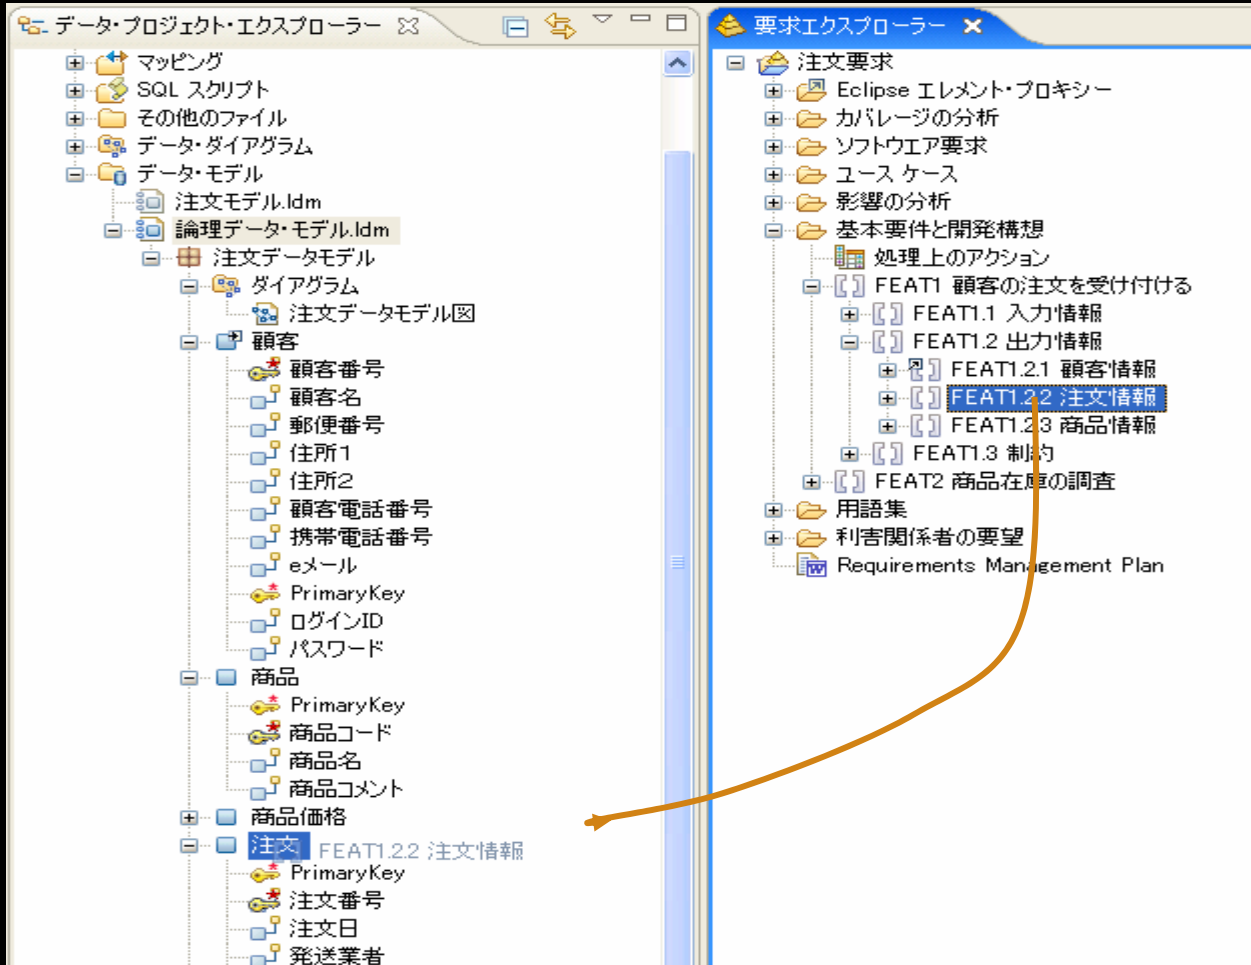 データ・プロジェクト・エクスプローラー
マッピング
SQL スクリプト
その他のファイル
データ・ダイアグラム
データ・モデル
注文モデル.ldm
論理データ・モデル.ldm
注文データモデル
ダイアグラム
注文データモデル図
顧客
顧客番号
顧客名
郵便番号
住所1
住所2
顧客電話番号
携帯電話番号
eメール
PrimaryKey
ログインID
パスワード
商品
PrimaryKey
商品コード
商品名
商品コメント
商品価格
注文 FEAT1.2.2 注文情報
PrimaryKey
注文番号
注文日
発送業者
要求エクスプローラー
注文要求
Eclipse エレメント・プロキシー
カバレージの分析
ソフトウエア要求
ユース ケース
影響の分析
基本要件と開発構想
処理上のアクション
FEAT1 顧客の注文を受け付ける
FEAT1.1 入力情報
FEAT1.2 出力情報
FEAT1.2.1 顧客情報
FEAT1.2.2 注文情報
FEAT1.2.3 商品情報
FEAT1.3 制約
FEAT2 商品在庫の調査
用語集
利害関係者の要望
Requirements Management Plan